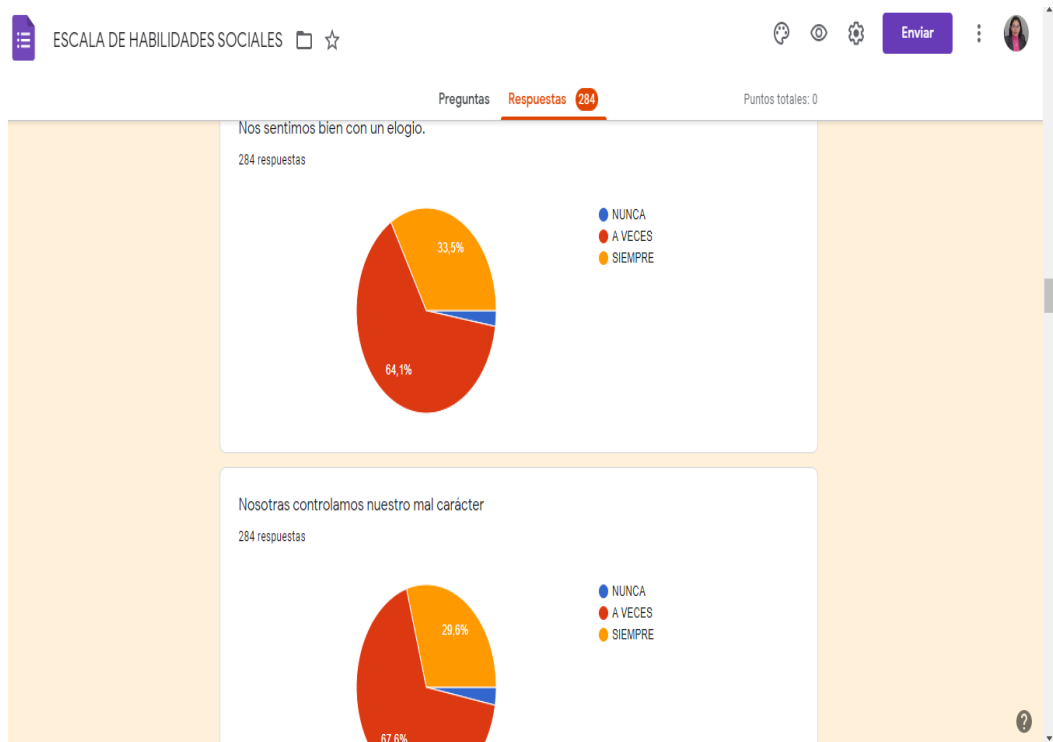 ESCALA DE HABILIDADES SOCIALES
Enviar
Preguntas Respuestas 284 Puntos totales: 0
Nos sentimos bien con un elogio.
284 respuestas
NUNCA
A VECES
SIEMPRE
33,5%
64,1%
Nosotras controlamos nuestro mal carácter
284 respuestas
NUNCA
A VECES
SIEMPRE
29,6%
67,6%